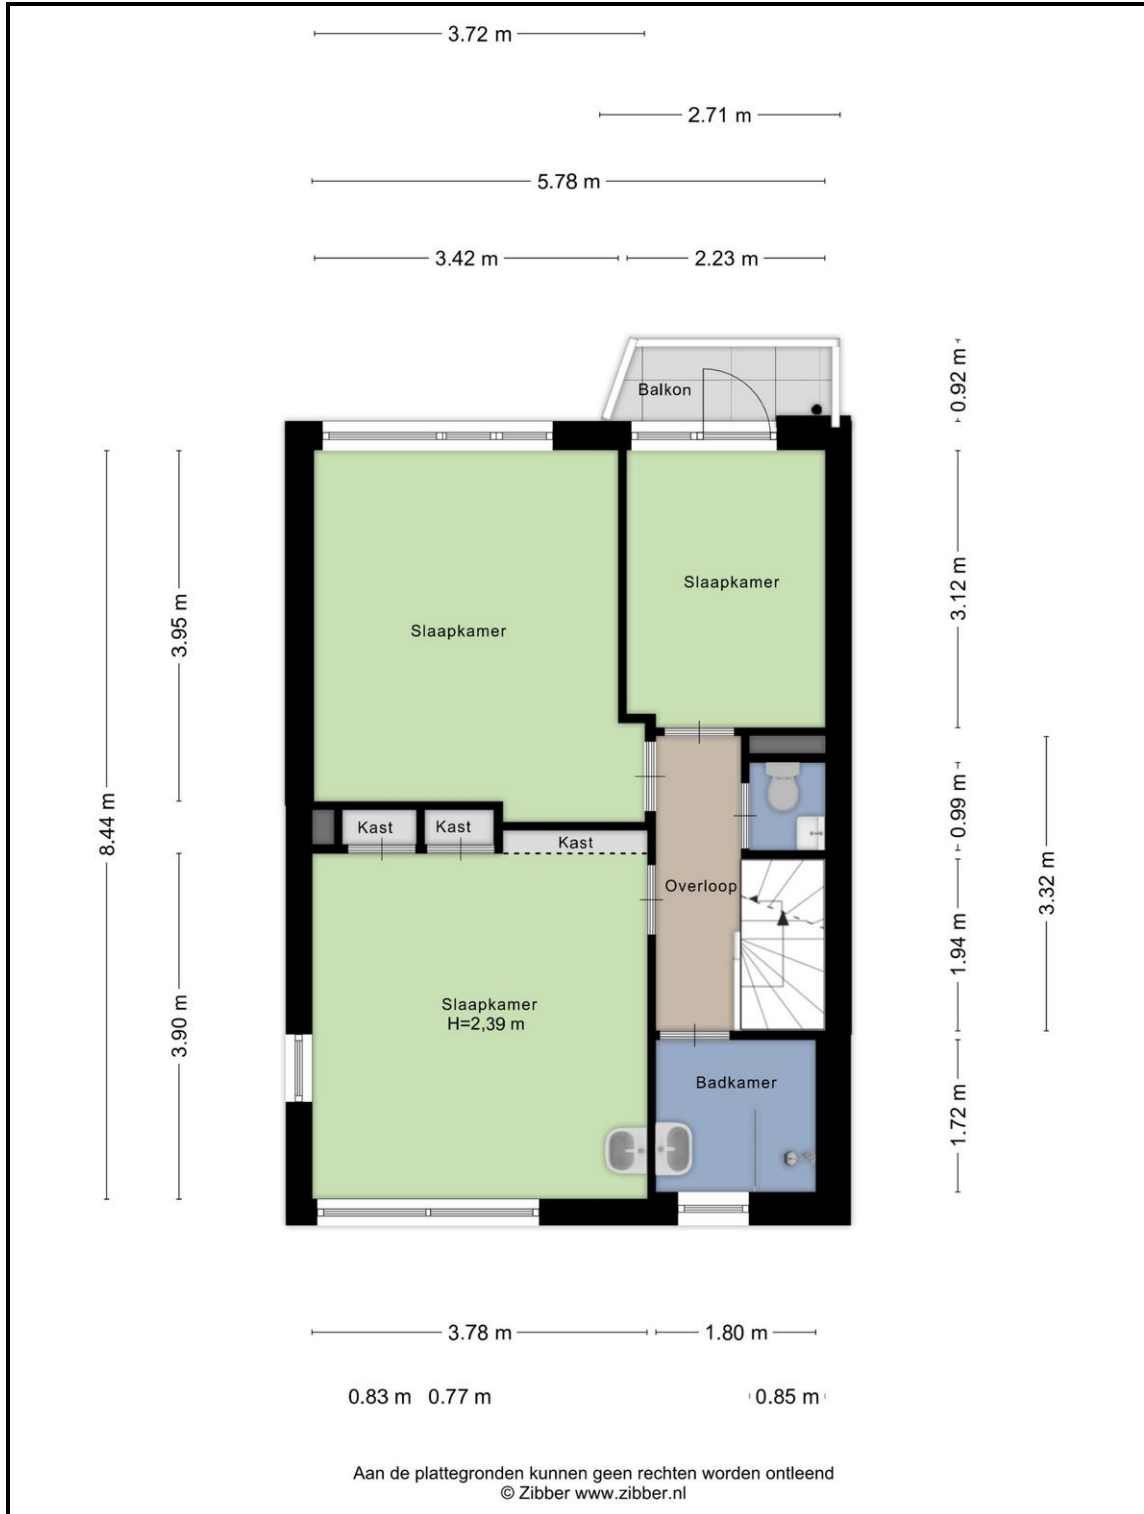 3.72 m
2.71 m
5.78 m
3.42 m
2.23 m
0.92 m
Balkon
3.12 m
Slaapkamer
3.95 m
Slaapkamer
8.44 m
0.99 m
Kast
Kast
Kast
3.32 m
Overloop
1.94 m
Slaapkamer
H=2,39 m
3.90 m
Badkamer
1.72 m
3.78 m
1.80 m
0.83 m
0.77 m
0.85 m
Aan de plattegronden kunnen geen rechten worden ontleend
© Zibber www.zibber.nl